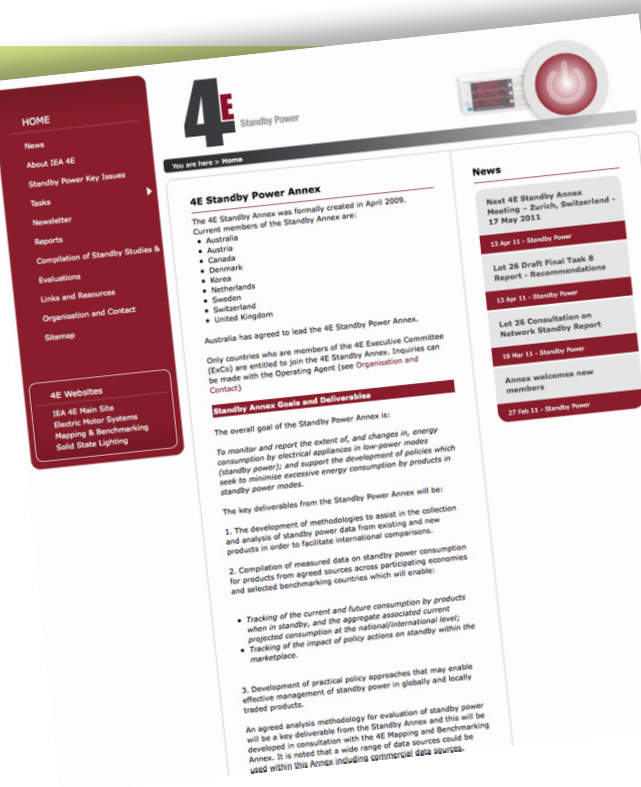 HOME
News
About IEA 4E
Standby Power Key Issues
Tasks
Newsletter
Reports
Compilation of Standby Studies &
Evaluations
Links and Resources
Organisation and Contact
Sitemap
4E Websites
IEA 4E Main Site
Electric Motor Systems
Mapping & Benchmarking
Solid State Lighting
4E
Standby Power
You are here > Home
4E Standby Power Annex
The 4E Standby Annex was formally created in April 2009.
Current members of the Standby Annex are:
• Australia
• Austria
• Canada
• Denmark
• Korea
• Netherlands
• Sweden
• Switzerland
• United Kingdom
Australia has agreed to lead the 4E Standby Power Annex.
Only countries who are members of the 4E Executive Committee
(ExCo) are entitled to join the 4E Standby Annex. Inquiries can
be made with the Operating Agent (see Organisation and
Contact)
Standby Annex Goals and Deliverables
The overall goal of the Standby Power Annex is:
To monitor and report the extent of, and changes in, energy
consumption by electrical appliances in low-power modes
(standby power); and support the development of policies which
seek to minimise excessive energy consumption by products in
standby power modes.
The key deliverables from the Standby Power Annex will be:
1. The development of methodologies to assist in the collection
and analysis of standby power data from existing and new
products in order to facilitate international comparisons.
2. Compilation of measured data on standby power consumption
for products from agreed sources across participating economies
and selected benchmarking countries which will enable:
• Tracking of the current and future consumption by products
when in standby, and the aggregate associated current
projected consumption at the national/international level;
• Tracking of the impact of policy actions on standby within the
marketplace.
3. Development of practical policy approaches that may enable
effective management of standby power in globally and locally
traded products.
An agreed analysis methodology for evaluation of standby power
will be a key deliverable from the Standby Annex and this will be
developed in consultation with the 4E Mapping and Benchmarking
Annex. It is noted that a wide range of data sources could be
used within this Annex including commercial data sources,
News
Next 4E Standby Annex
Meeting – Zurich, Switzerland -
17 May 2011
13 Apr 11 - Standby Power
Lot 26 Draft Final Task 8
Report - Recommendations
13 Apr 11 - Standby Power
Lot 26 Consultation on
Network Standby Report
19 Mar 11 - Standby Power
Annex welcomes new
members
27 Feb 11 - Standby Power